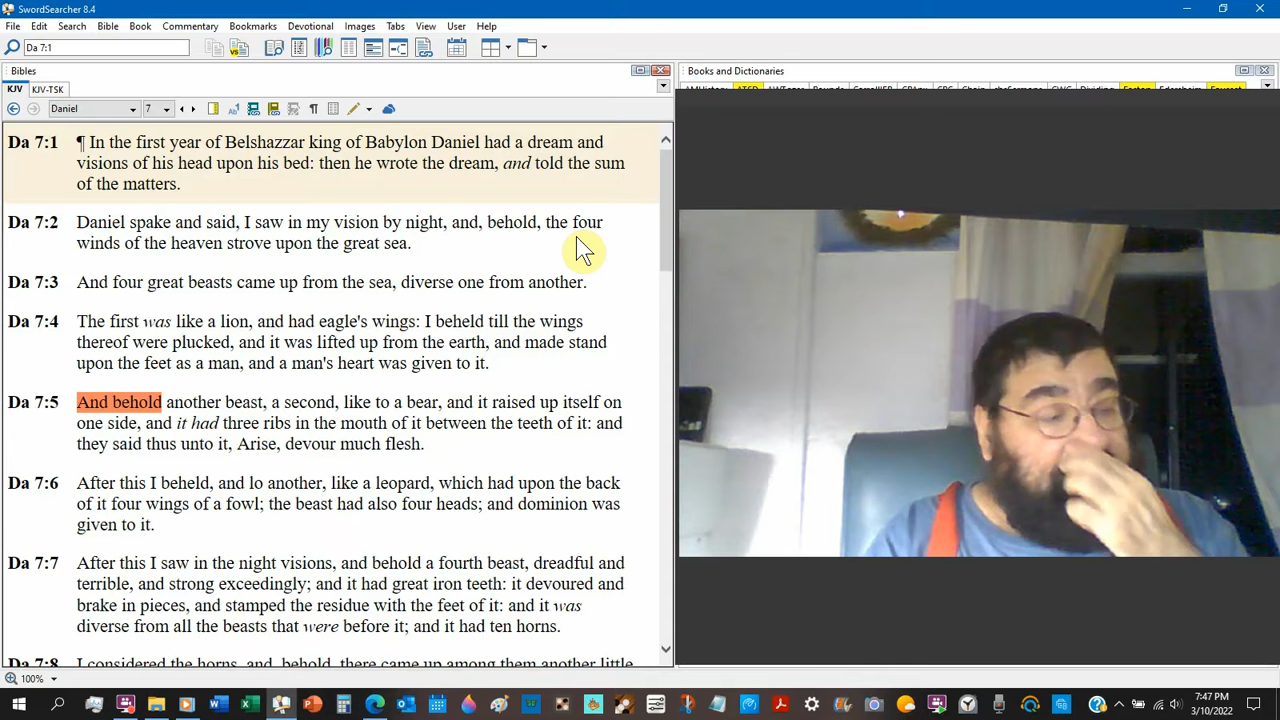 SwordSearcher 8.4
File Edit Search Bible Book Commentary Bookmarks Devotional Images Tabs View User Help
Da 7:1
Bibles
Books and Dictionaries
KJV KJV-TSK
Daniel 7
Da 7:1 ¶ In the first year of Belshazzar king of Babylon Daniel had a dream and
visions of his head upon his bed: then he wrote the dream, and told the sum
of the matters.
Da 7:2 Daniel spake and said, I saw in my vision by night, and, behold, the four
winds of the heaven strove upon the great sea.
Da 7:3 And four great beasts came up from the sea, diverse one from another.
Da 7:4 The first was like a lion, and had eagle's wings: I beheld till the wings
thereof were plucked, and it was lifted up from the earth, and made stand
upon the feet as a man, and a man's heart was given to it.
Da 7:5 And behold another beast, a second, like to a bear, and it raised up itself on
one side, and it had three ribs in the mouth of it between the teeth of it: and
they said thus unto it, Arise, devour much flesh.
Da 7:6 After this I beheld, and lo another, like a leopard, which had upon the back
of it four wings of a fowl; the beast had also four heads; and dominion was
given to it.
Da 7:7 After this I saw in the night visions, and behold a fourth beast, dreadful and
terrible, and strong exceedingly; and it had great iron teeth: it devoured and
brake in pieces, and stamped the residue with the feet of it: and it was
diverse from all the beasts that were before it; and it had ten horns.
Da 7:8 I considered the horns, and, behold, there came up among them another little
100%
7:47 PM
3/10/2022